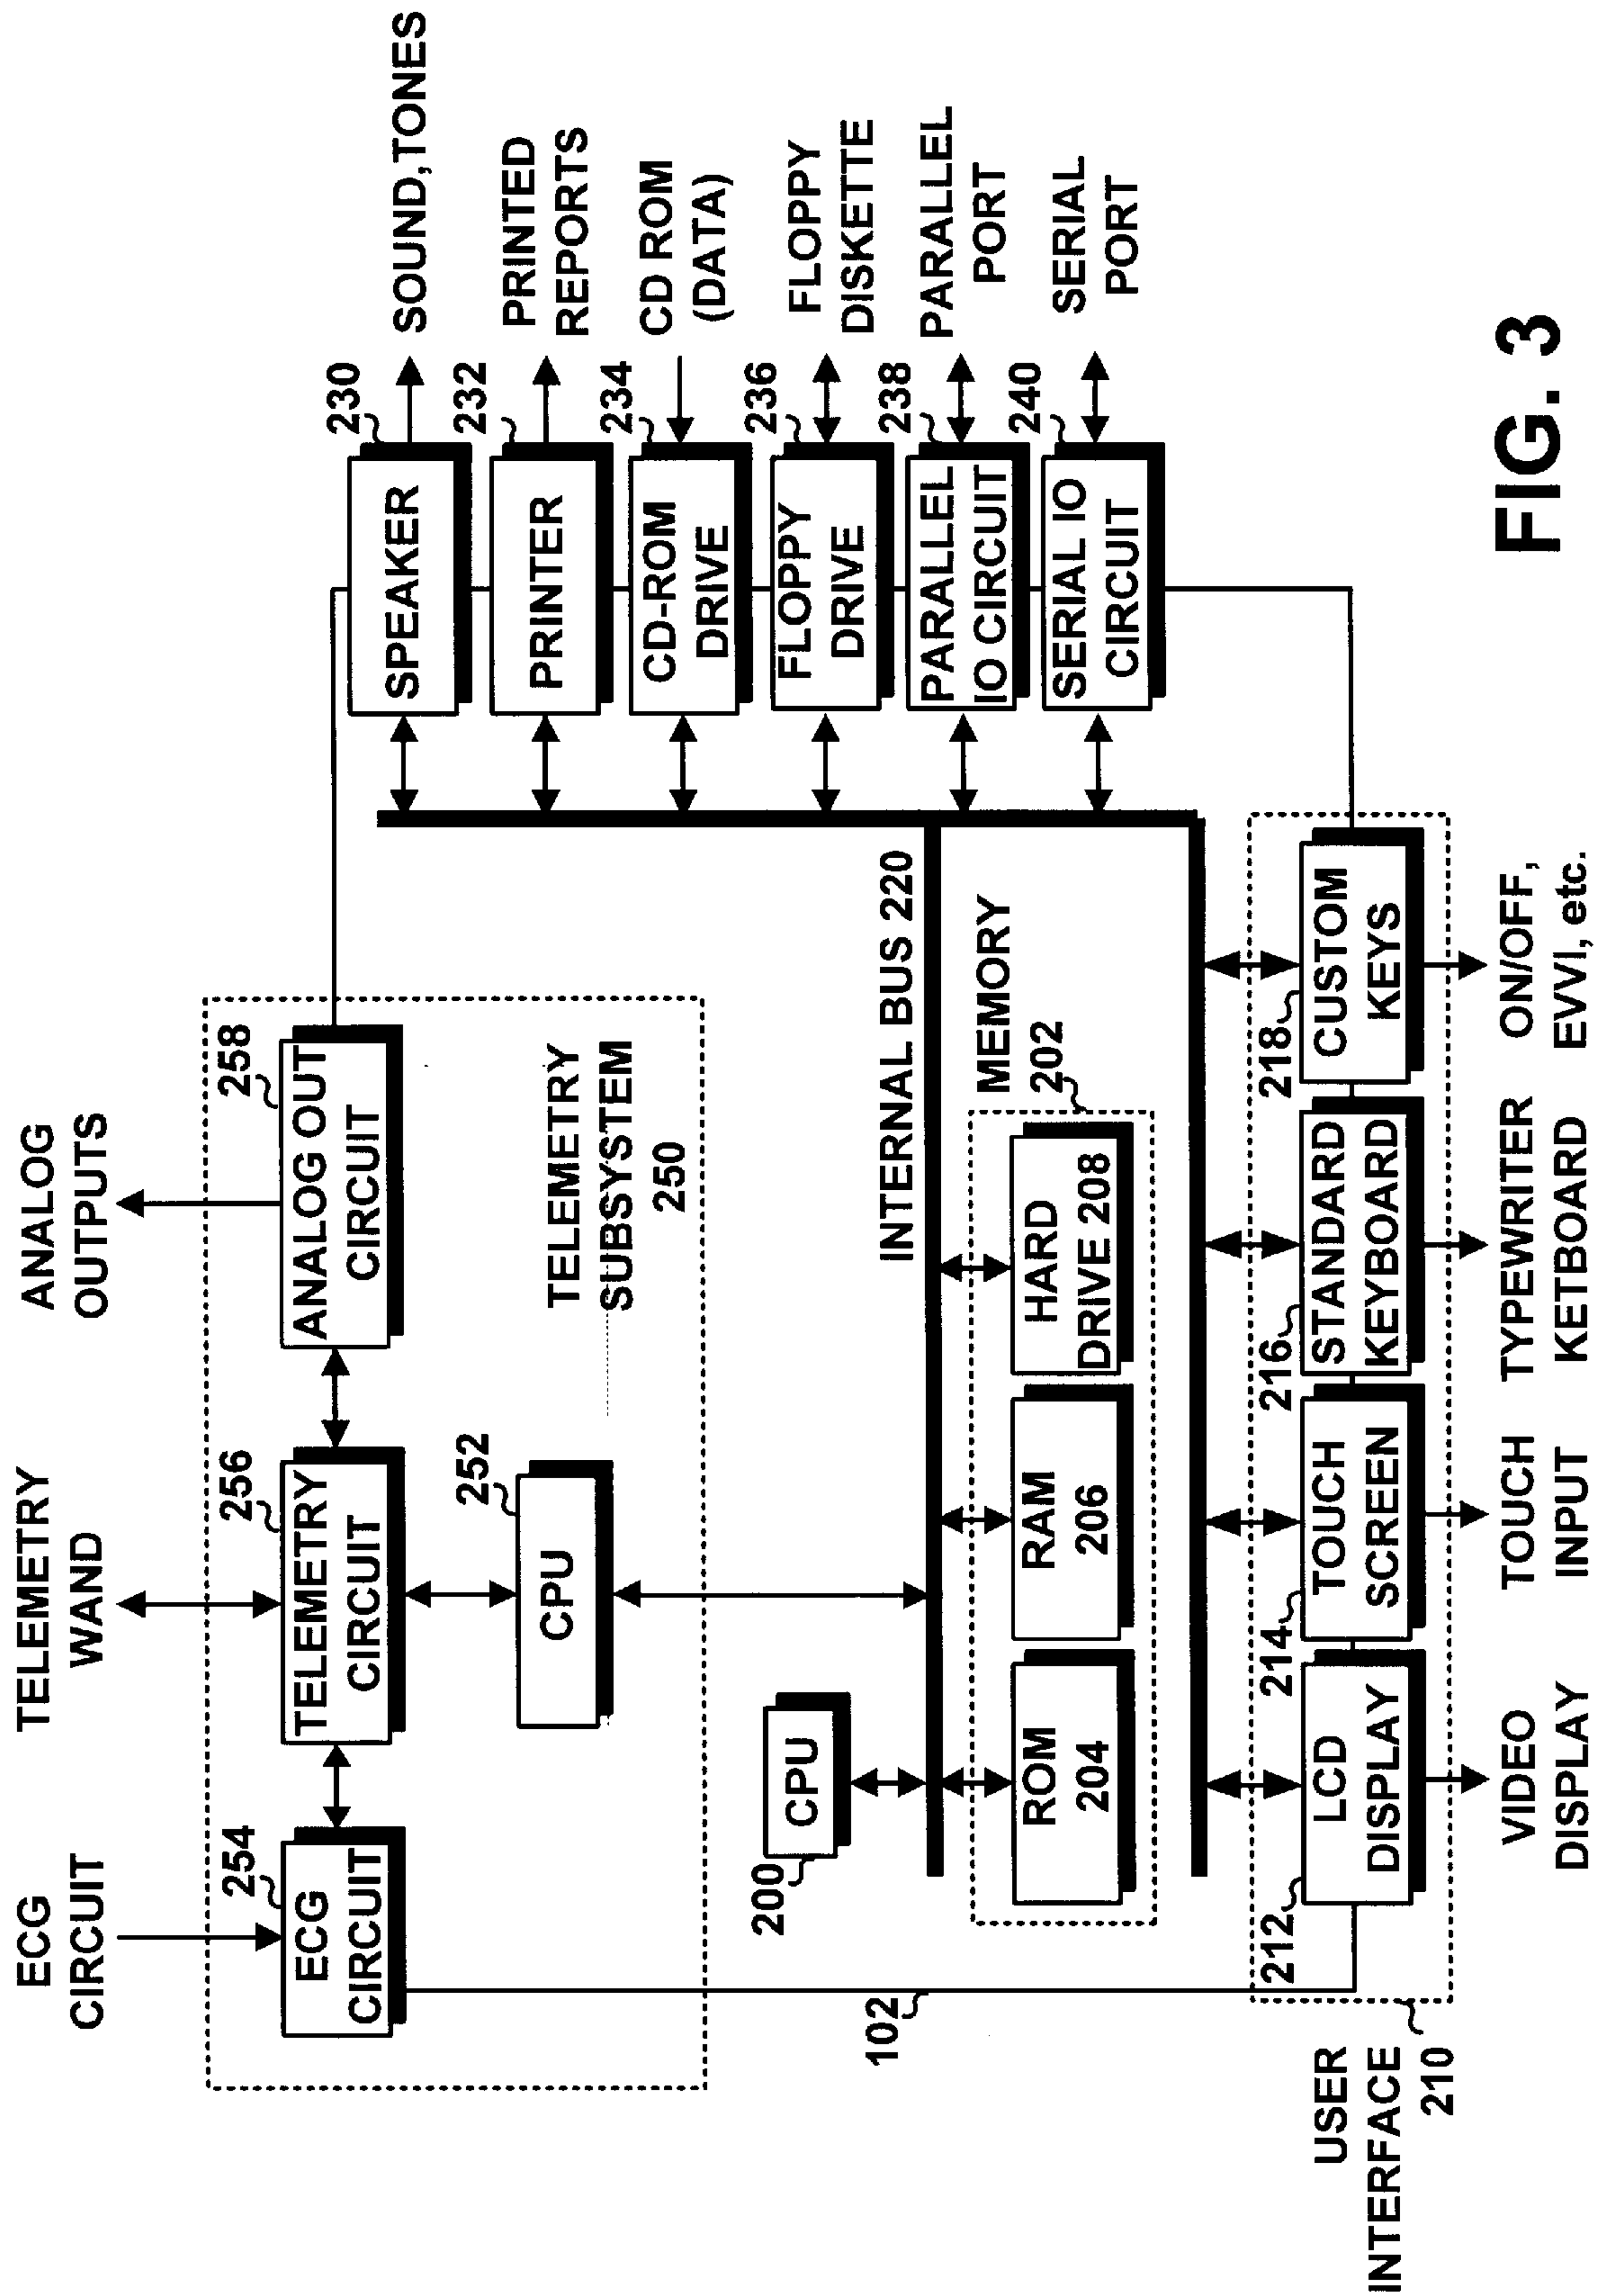 ECG
CIRCUIT
TELEMETRY
WAND
ANALOG
OUTPUTS
254
ECG
CIRCUIT
256
TELEMETRY
CIRCUIT
258
ANALOG OUT
CIRCUIT
252
CPU
TELEMETRY
SUBSYSTEM
250
200
CPU
INTERNAL BUS 220
MEMORY
202
ROM
204
RAM
206
HARD
DRIVE 208
102
230
SPEAKER
SOUND,TONES
232
PRINTER
PRINTED
REPORTS
234
CD-ROM
DRIVE
CD ROM
(DATA)
236
FLOPPY
DRIVE
FLOPPY
DISKETTE
238
PARALLEL
IO CIRCUIT
PARALLEL
PORT
240
SERIAL IO
CIRCUIT
SERIAL
PORT
USER
INTERFACE
210
212
LCD
DISPLAY
214
TOUCH
SCREEN
216
STANDARD
KEYBOARD
218
CUSTOM
KEYS
VIDEO
DISPLAY
TOUCH
INPUT
TYPEWRITER
KETBOARD
ON/OFF,
EVVI, etc.
FIG. 3